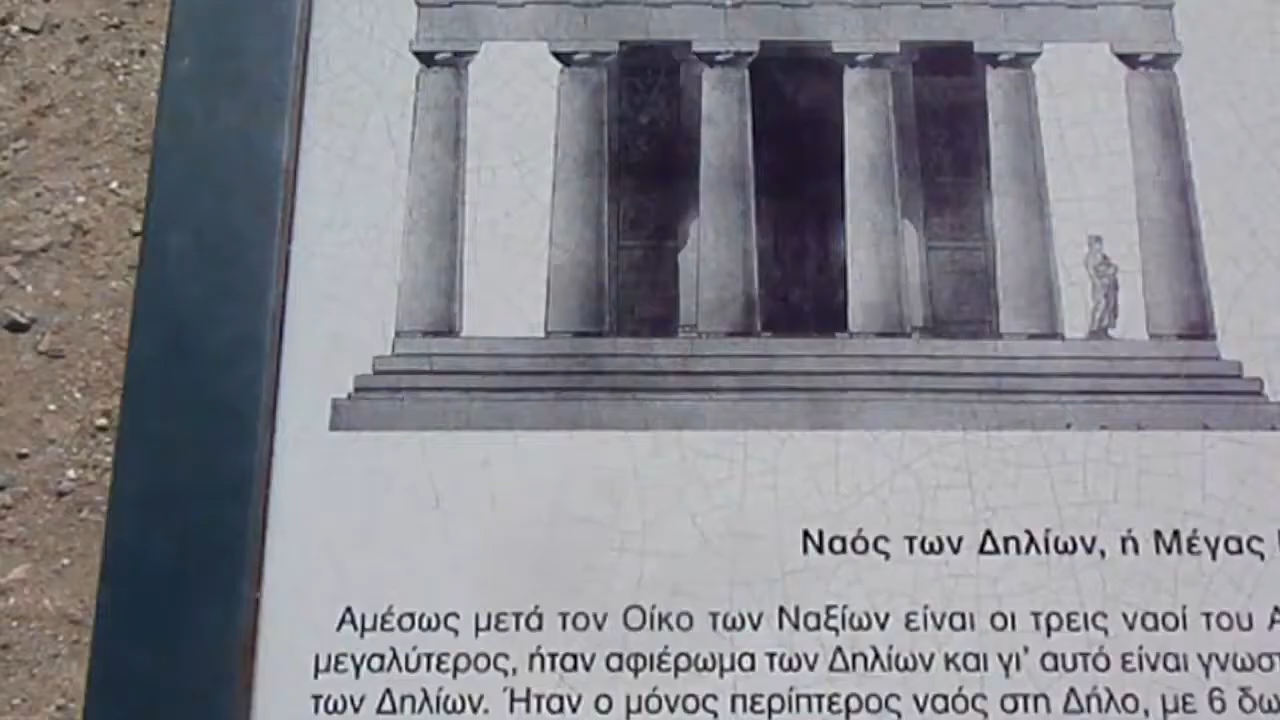 Ναός των Δηλίων, ή Μέγας
Αμέσως μετά τον Οίκο των Ναξίων είναι οι τρεις ναοί του
μεγαλύτερος, ήταν αφιέρωμα των Δηλίων και γι' αυτό είναι
των Δηλίων. Ήταν ο μόνος περίπτερος ναός στη Δήλο, με 6